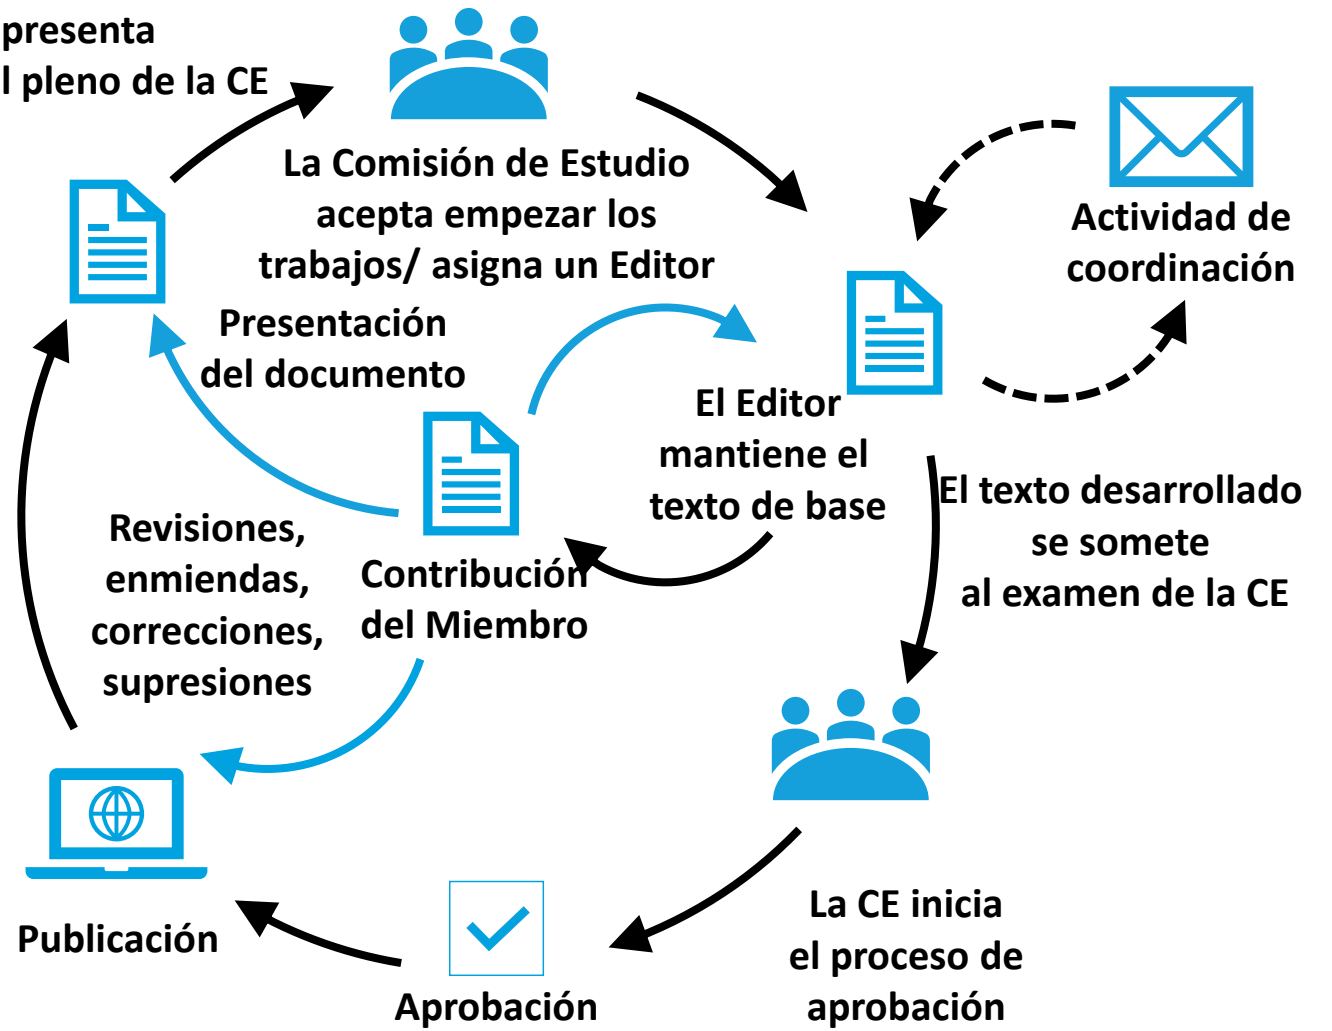 presenta
l pleno de la CE
La Comisión de Estudio
acepta empezar los
trabajos/ asigna un Editor
Actividad de
coordinación
Presentación
del documento
El Editor
mantiene el
texto de base
El texto desarrollado
se somete
al examen de la CE
Revisiones,
enmiendas,
correcciones,
supresiones
Contribución
del Miembro
La CE inicia
el proceso de
aprobación
Publicación
Aprobación